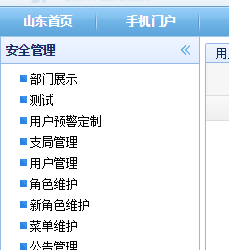 山东首页 手机门户
安全管理
用
部门展示
测试
用户预警定制
支局管理
用户管理
角色维护
新角色维护
菜单维护
公告管理